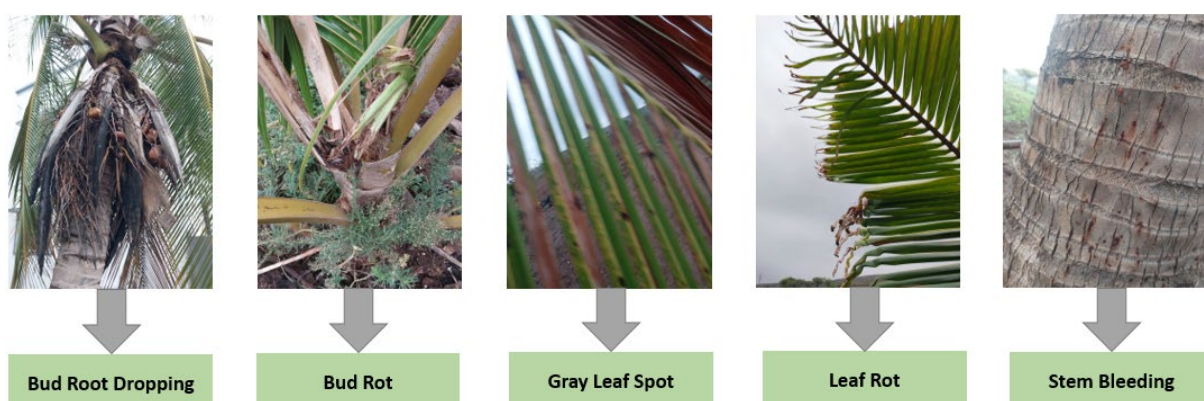 Bud Root Dropping
Bud Rot
Gray Leaf Spot
Leaf Rot
Stem Bleeding